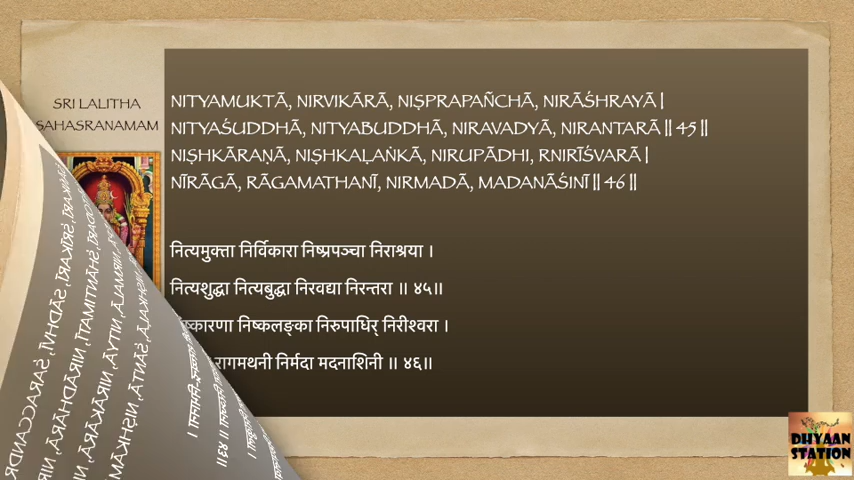 SRI LALITHA
SAHASRANAMAM
NITYAMUKTĀ, NIRVIKĀRĀ, NIṢPRAPAÑCHĀ, NIRĀŚHRAYĀ |
NITYAŚUDDHĀ, NITYABUDDHĀ, NIRAVADYĀ, NIRANTARĀ || 45 ||
NIṢHKĀRAṆĀ, NIṢHKAḶAṄKĀ, NIRUPĀDHI, RNIRĪŚVARĀ |
NĪRĀGĀ, RĀGAMATHANĪ, NIRMADĀ, MADANĀŚINĪ || 46 ||
नित्यमुक्ता निर्विकारा निष्प्रपञ्चा निराश्रया ।
नित्यशुद्धा नित्यबुद्धा निरवद्या निरन्तरा ॥ ४५॥
ष्कारणा निष्कलङ्का निरुपाधिर् निरीश्वरा ।
रागमथनी निर्मदा मदनाशिनी ॥ ४६॥
DHYAAN
STATION